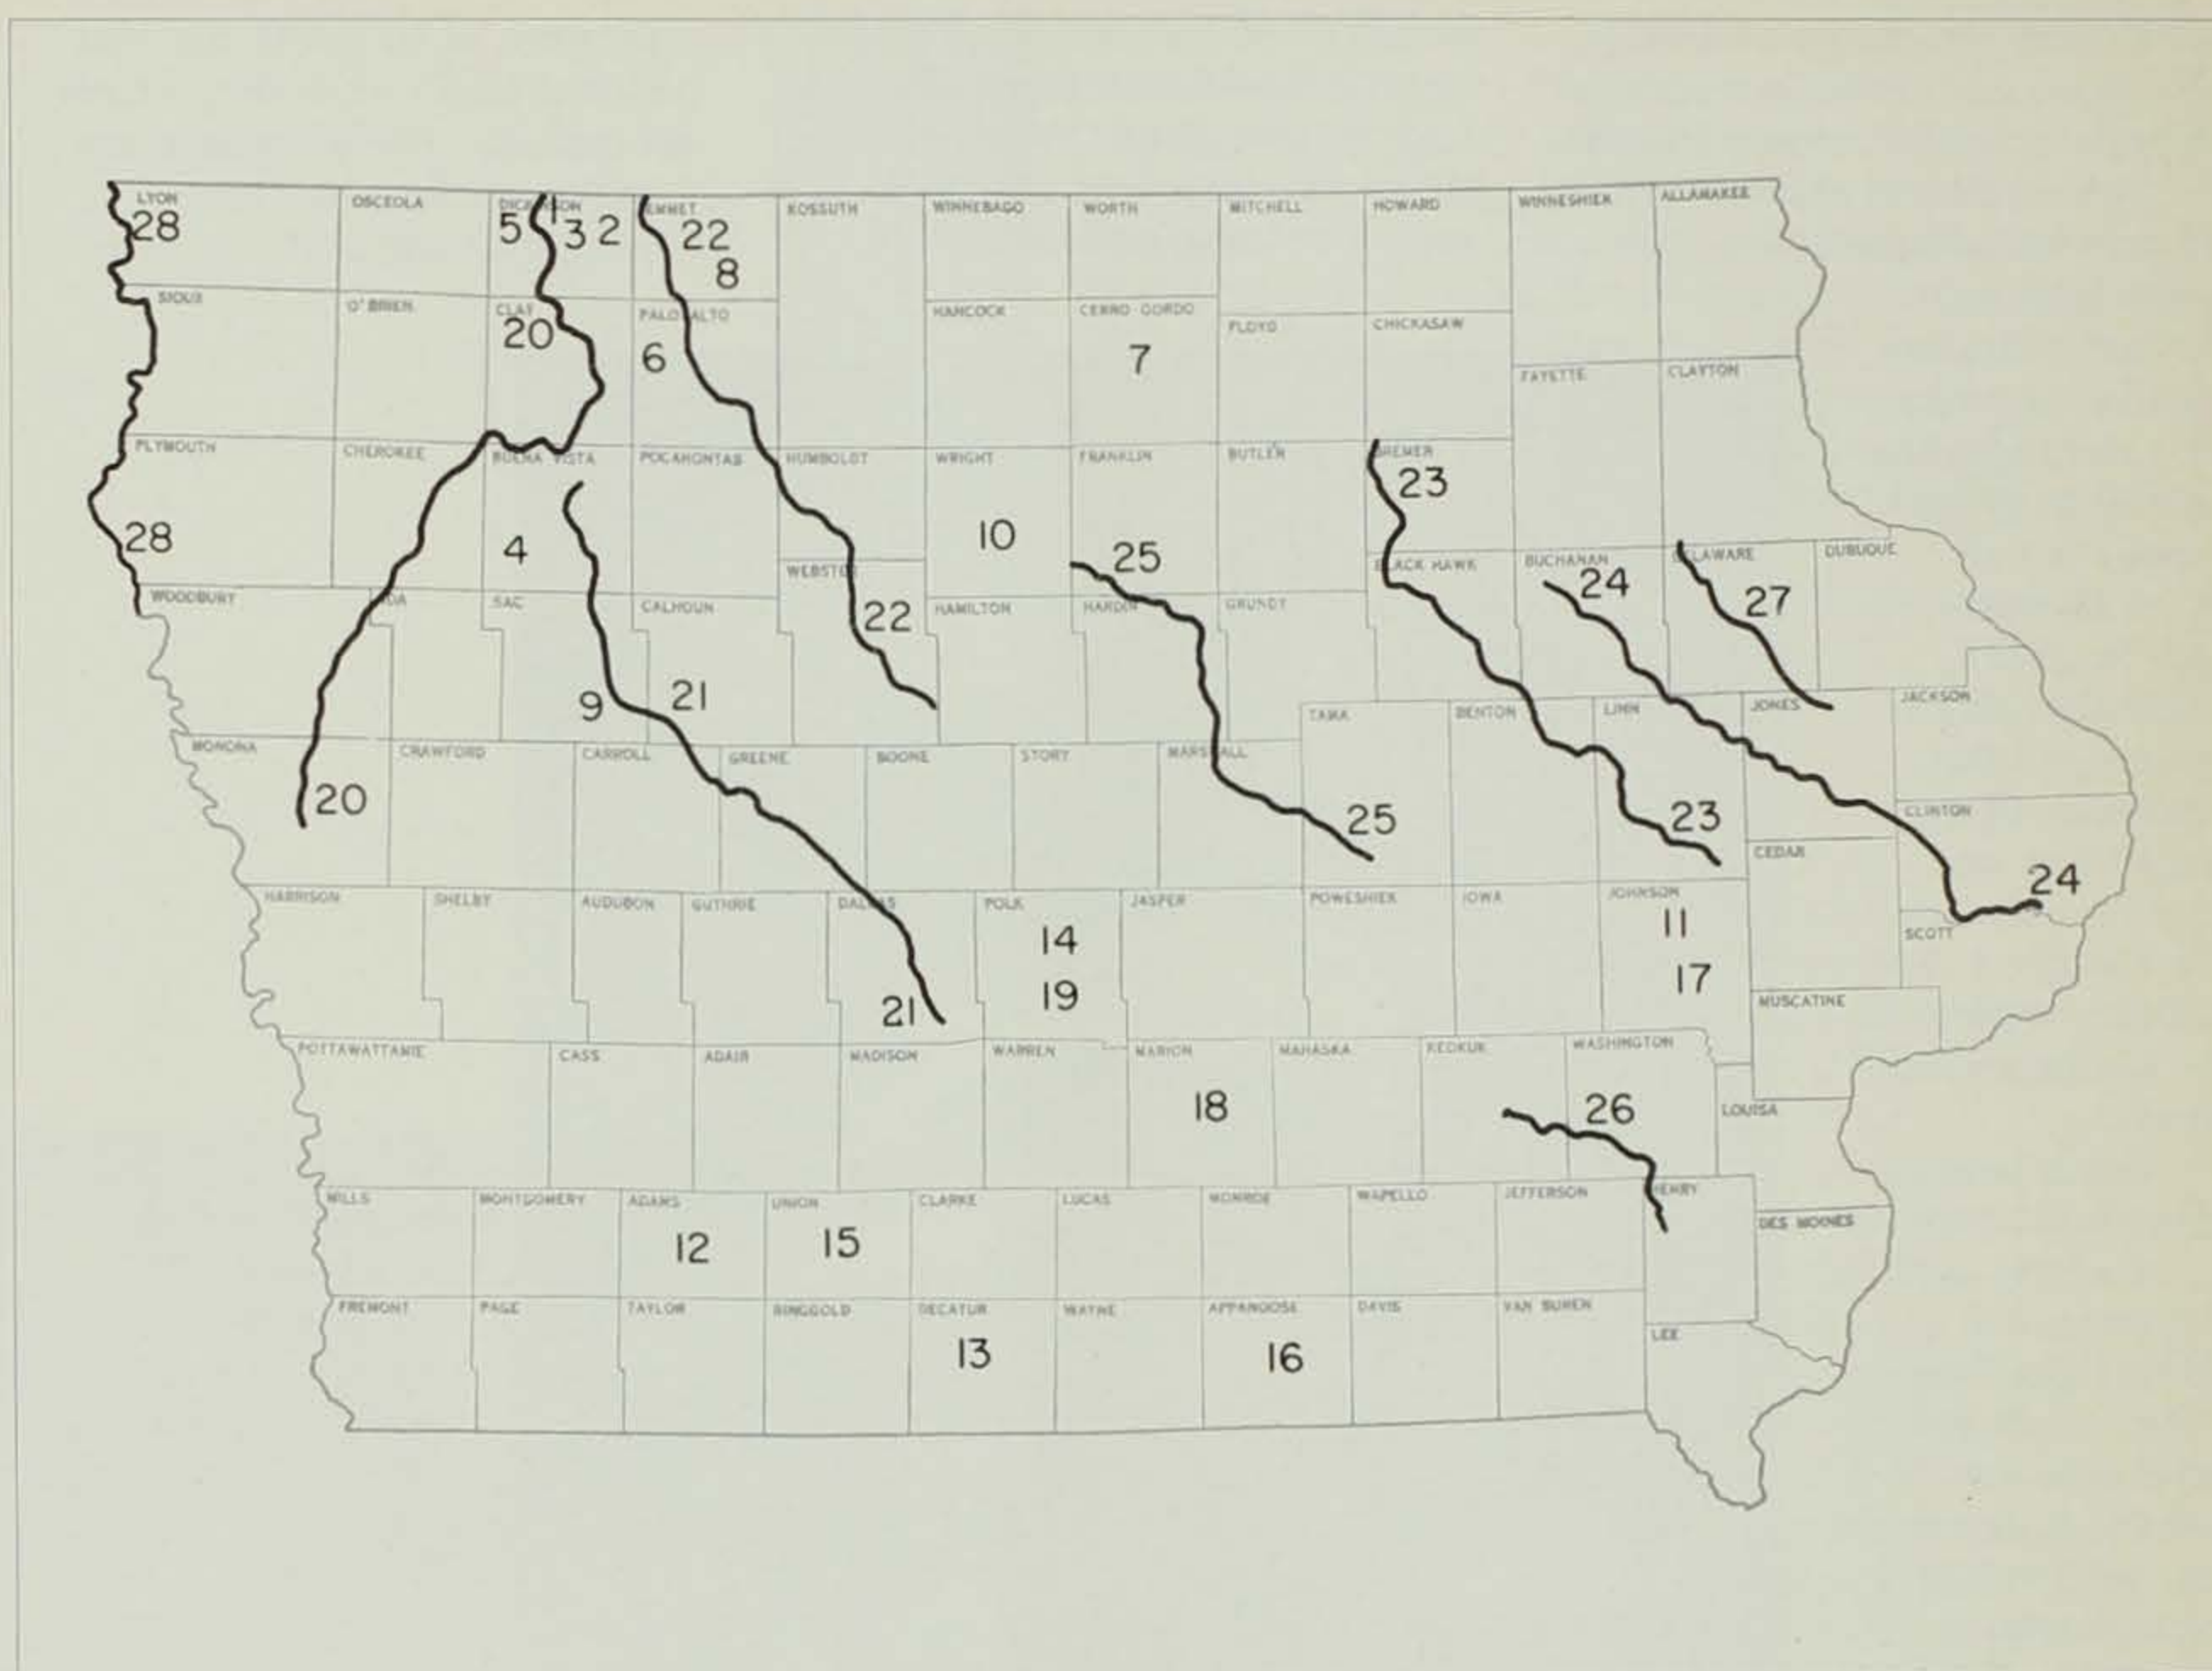 LYON
OSCEOLA
DICKINSON
EMMET
KOSSUTH
WINNEBAGO
WORTH
MITCHELL
HOWARD
WINNESHIEK
ALLAMAKEE
28
5
1
3
2
22
8
SIOUX
O'BRIEN
CLAY
PALO ALTO
HANCOCK
CERRO GORDO
FLOYD
CHICKASAW
20
6
7
FAYETTE
CLAYTON
PLYMOUTH
CHEROKEE
BUENA VISTA
POCAHONTAS
HUMBOLDT
WRIGHT
FRANKLIN
BUTLER
BREMER
23
28
4
10
25
WEBSTER
BLACK HAWK
BUCHANAN
DELAWARE
DUBUQUE
24
27
WOODBURY
IDA
SAC
CALHOUN
22
HAMILTON
HARDIN
GRUNDY
9
21
TAMA
BENTON
LINN
JONES
JACKSON
MONONA
CRAWFORD
CARROLL
GREENE
BOONE
STORY
MARSHALL
20
25
23
CLINTON
CEDAR
24
HARRISON
SHELBY
AUDUBON
GUTHRIE
DALLAS
POLK
JASPER
POWESHIEK
IOWA
JOHNSON
14
11
SCOTT
21
19
17
MUSCATINE
POTTAWATTAMIE
CASS
ADAIR
MADISON
WARREN
MARION
MAHASKA
KEOKUK
WASHINGTON
18
26
LOUISA
MILLS
MONTGOMERY
ADAMS
UNION
CLARKE
LUCAS
MONROE
WAPELLO
JEFFERSON
HENRY
DES MOINES
12
15
FREMONT
PAGE
TAYLOR
RINGGOLD
DECATUR
WAYNE
APPANOOSE
DAVIS
VAN BUREN
LEE
13
16